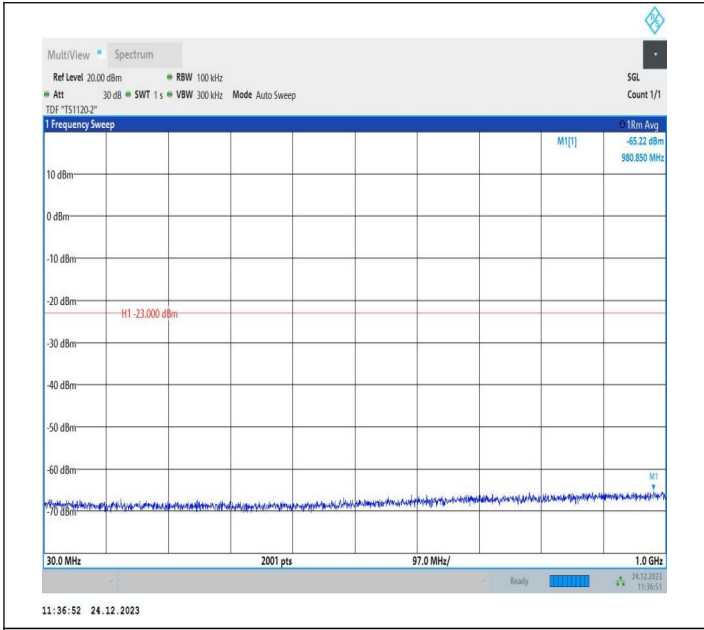 R S
MultiView Spectrum
Ref Level 20.00 dBm RBW 100 kHz SGL
Att 30 dB SWT 1 s VBW 300 kHz Mode Auto Sweep Count 1/1
TDF "TS1120-2"
1 Frequency Sweep 1Rm Avg
M1[1] -65.22 dBm
980.850 MHz
10 dBm
0 dBm
-10 dBm
-20 dBm
H1 -23.000 dBm
-30 dBm
-40 dBm
-50 dBm
-60 dBm
M1
-70 dBm
30.0 MHz 2001 pts 97.0 MHz/ 1.0 GHz
Ready 24.12.2023
11:36:51
11:36:52 24.12.2023